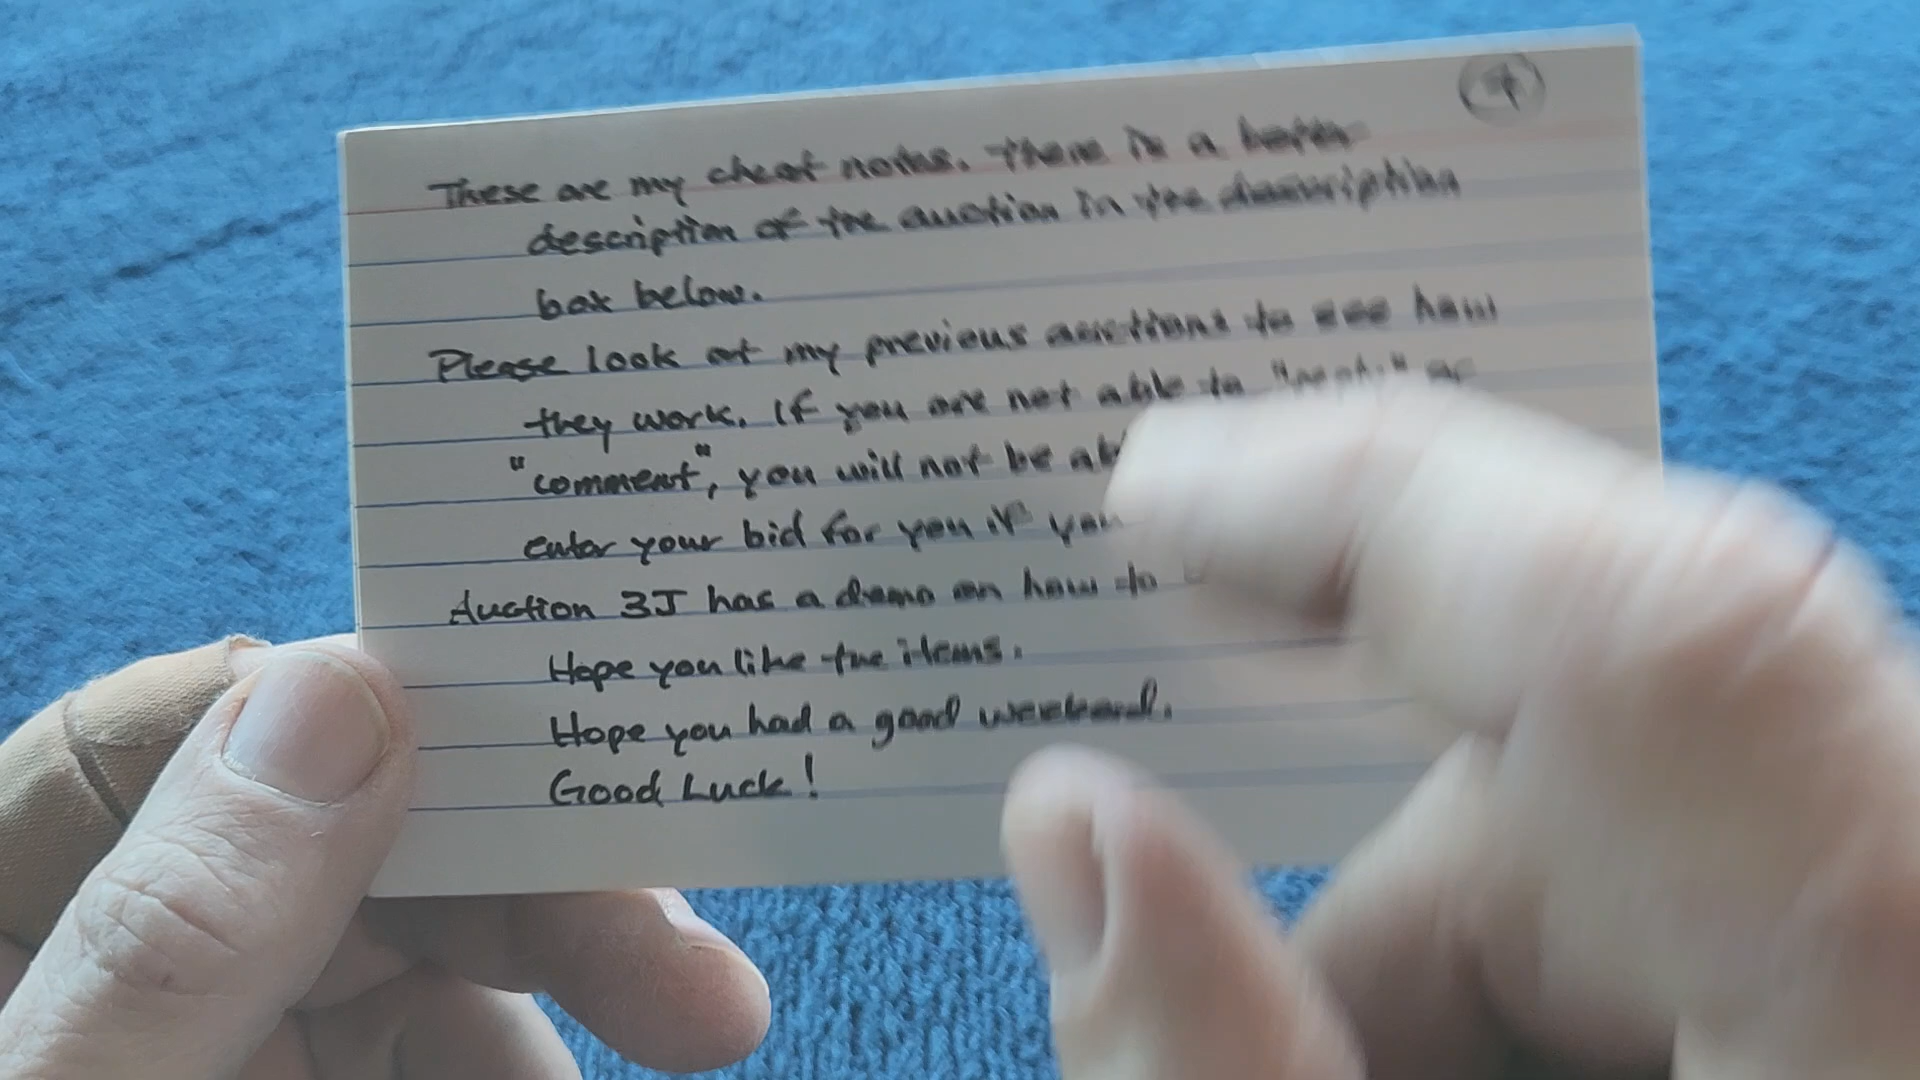 4
These are my cheat notes. There is a better
description of the auction in the description
box below.
Please look at my previous auctions to see how
they work. If you are not able to "reply" or
"comment", you will not be
enter your bid for you if you
Auction 3J has a demo on how to
Hope you like the items.
Hope you had a good weekend.
Good Luck!